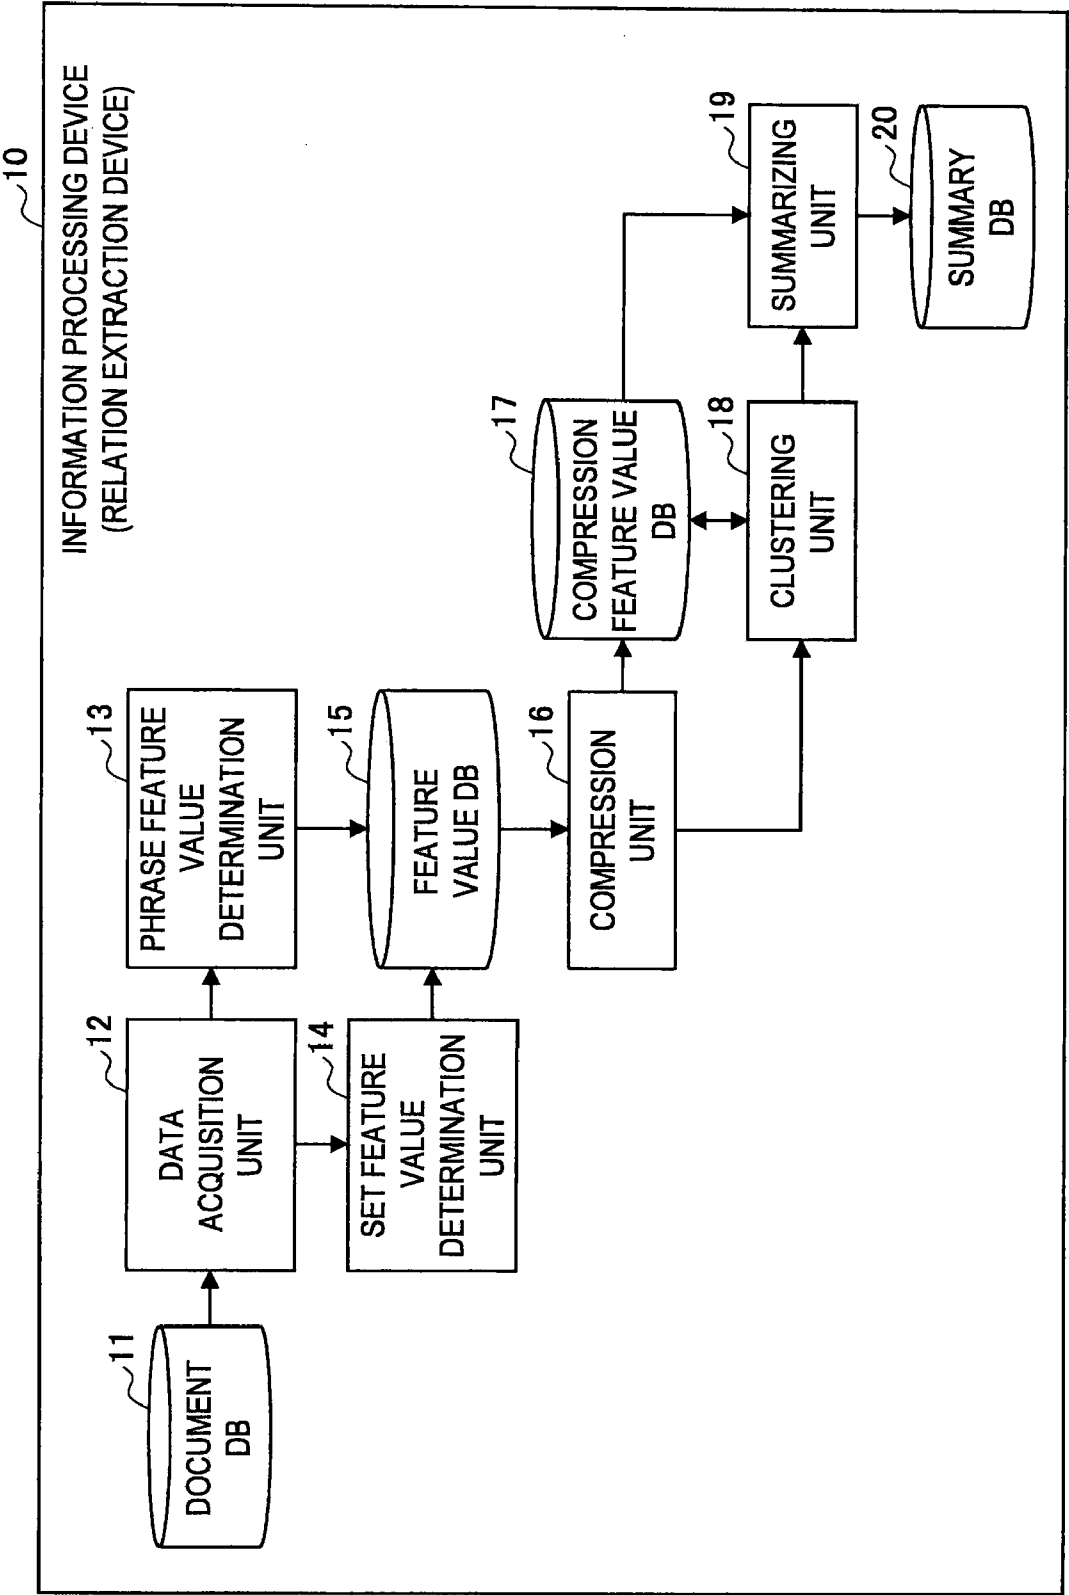 10
INFORMATION PROCESSING DEVICE
(RELATION EXTRACTION DEVICE)
11
DOCUMENT
DB
12
DATA
ACQUISITION
UNIT
13
PHRASE FEATURE
VALUE
DETERMINATION
UNIT
14
SET FEATURE
VALUE
DETERMINATION
UNIT
15
FEATURE
VALUE DB
16
COMPRESSION
UNIT
17
COMPRESSION
FEATURE VALUE
DB
18
CLUSTERING
UNIT
19
SUMMARIZING
UNIT
20
SUMMARY
DB